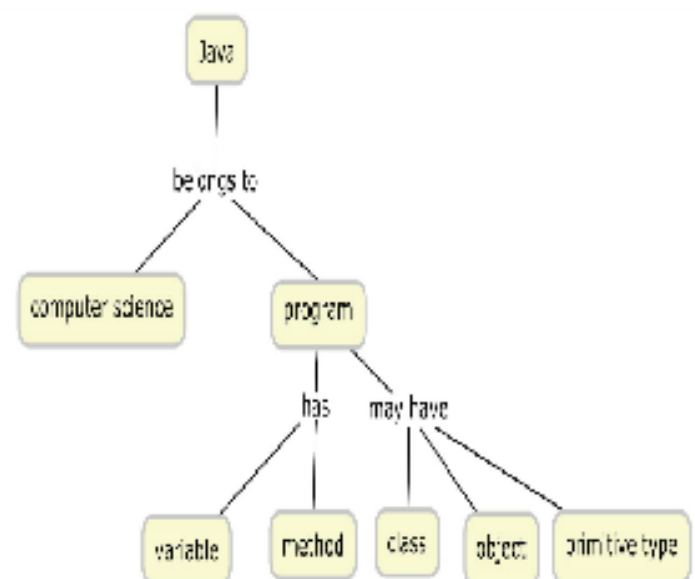 Java
belongs to
computer science
program
has
may have
variable
method
class
object
primitive type